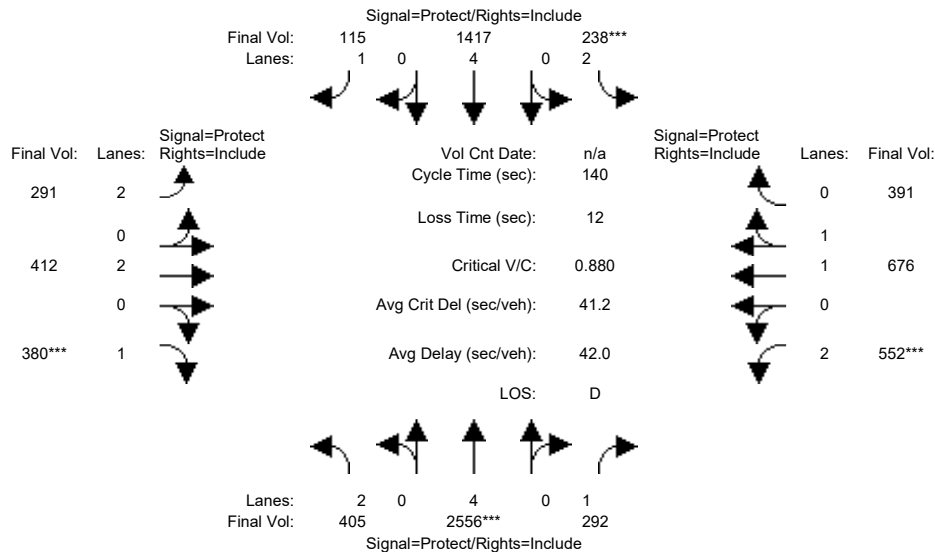 Signal=Protect/Rights=Include
Final Vol: 115 1417 238***
Lanes: 1 0 4 0 2
Signal=Protect
Final Vol: Lanes: Rights=Include
Vol Cnt Date: n/a
Signal=Protect
Rights=Include Lanes: Final Vol:
Cycle Time (sec): 140
291 2
0 391
Loss Time (sec): 12
0
1
412 2
Critical V/C: 0.880
1 676
0
Avg Crit Del (sec/veh): 41.2
0
380*** 1
Avg Delay (sec/veh): 42.0
2 552***
LOS: D
Lanes: 2 0 4 0 1
Final Vol: 405 2556*** 292
Signal=Protect/Rights=Include